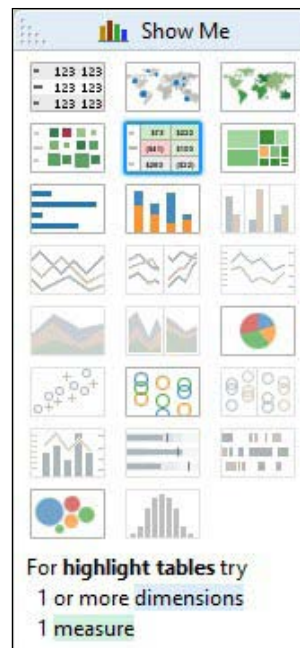 Show Me
123 123
123 123
123 123
For highlight tables try
1 or more dimensions
1 measure